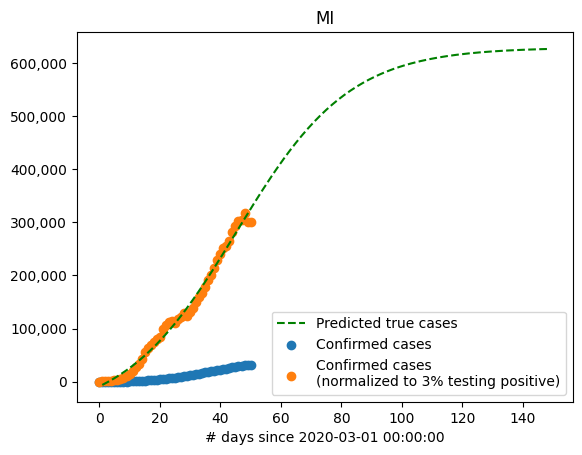 MI
600,000
500,000
400,000
300,000
200,000
100,000
0
Predicted true cases
Confirmed cases
Confirmed cases
(normalized to 3% testing positive)
0 20 40 60 80 100 120 140
# days since 2020-03-01 00:00:00